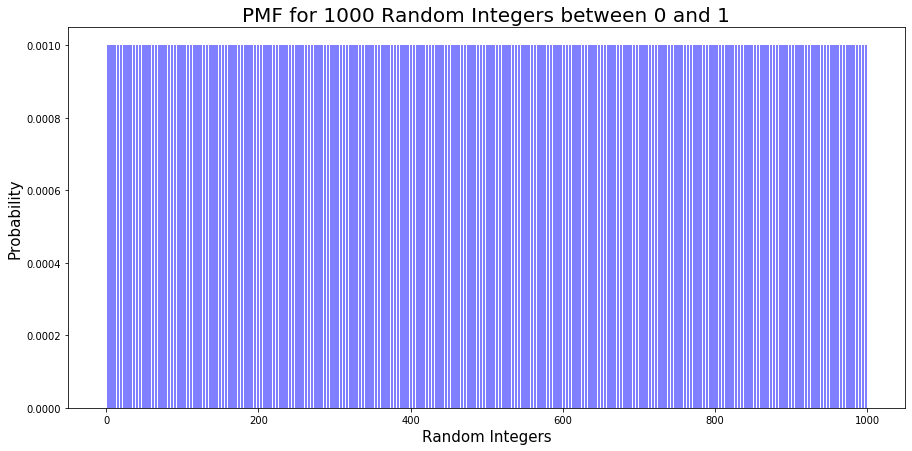 PMF for 1000 Random Integers between 0 and 1
0.0010
0.0008
0.0006
0.0004
0.0002
0.0000
Probability
0 200 400 600 800 1000
Random Integers